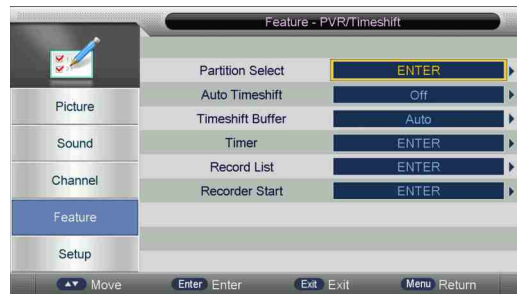 Feature - PVR/Timeshift
Partition Select ENTER
Auto Timeshift Off
Timeshift Buffer Auto
Timer ENTER
Record List ENTER
Recorder Start ENTER
Picture
Sound
Channel
Feature
Setup
Move Enter Enter Exit Exit Menu Return